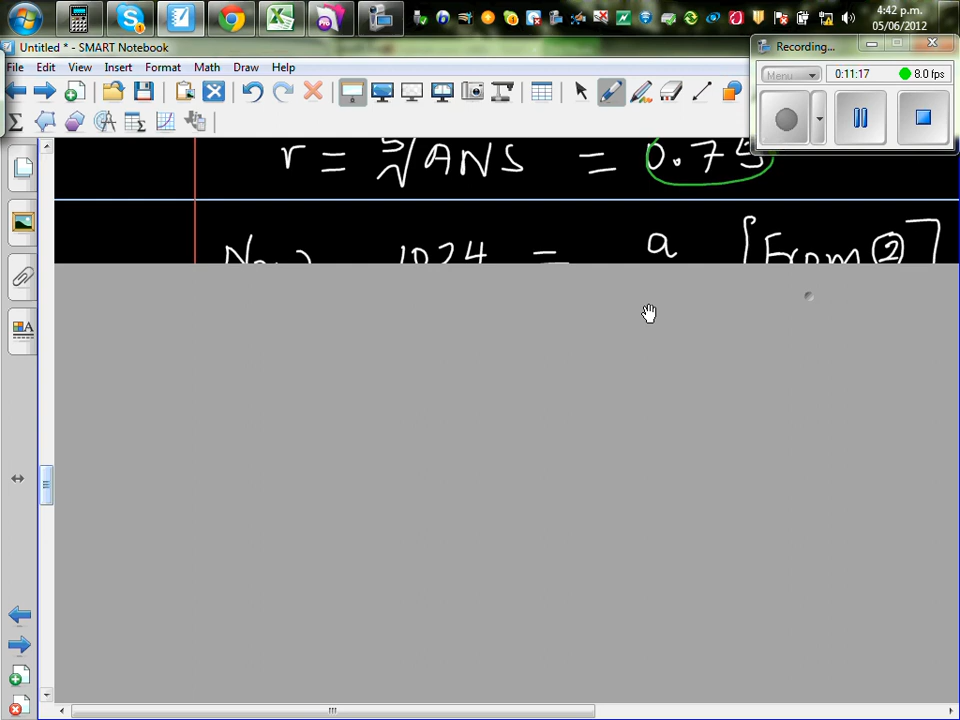 4:42 p.m.
05/06/2012
Untitled * - SMART Notebook
Recording...
File Edit View Insert Format Math Draw Help
Menu
0:11:17
8.0 fps
r = ⁵√ANS = 0.75
Now 1024 = a [From ②]